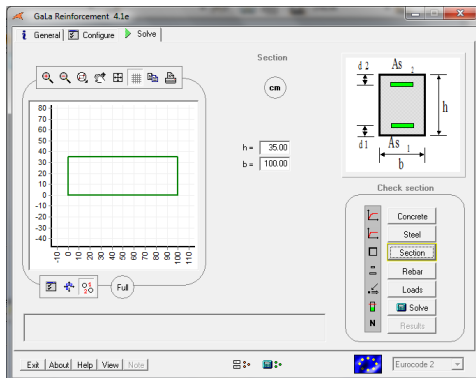 GaLa Reinforcement 4.1e
General Configure Solve
Section
cm
h = 35.00
b = 100.00
80
70
60
50
40
30
20
10
0
-10
-20
-30
-40
-10 0 10 20 30 40 50 60 70 80 90 100 110
Full
d 2 As 2
h
d1 As 1
b
Check section
Concrete
Steel
Section
Rebar
Loads
Solve
N Results
Exit About Help View Note
Eurocode 2